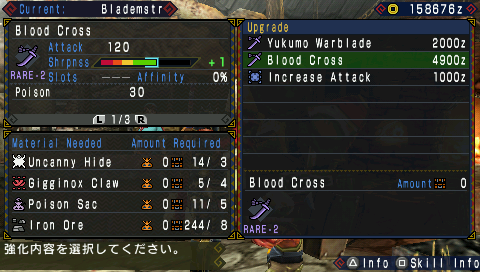 Current: Blademstr
158676z
Blood Cross
Attack 120
Shrpnss +1
RARE-2 Slots ——— Affinity 0%
Poison 30
L 1/3 R
Material Needed Amount Required
Uncanny Hide 0 14/ 3
Gigginox Claw 0 5/ 4
Poison Sac 0 11/ 5
Iron Ore 0 244/ 8
Upgrade
Yukumo Warblade 2000z
Blood Cross 4900z
Increase Attack 1000z
Blood Cross Amount 0
RARE-2
強化内容を選択してください。
△ Info □ Skill Info